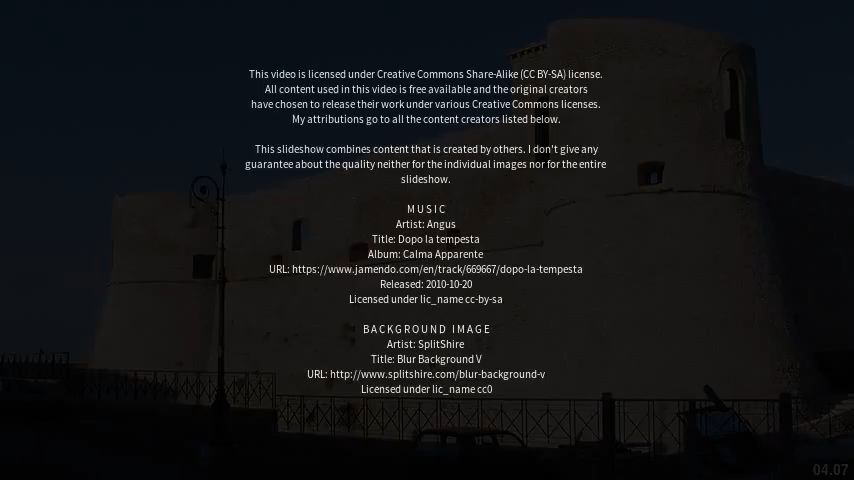 This video is licensed under Creative Commons Share-Alike (CC BY-SA) license.
All content used in this video is free available and the original creators
have chosen to release their work under various Creative Commons licenses.
My attributions go to all the content creators listed below.
This slideshow combines content that is created by others. I don't give any
guarantee about the quality neither for the individual images nor for the entire
slideshow.
MUSIC
Artist: Angus
Title: Dopo la tempesta
Album: Calma Apparente
URL: https://www.jamendo.com/en/track/669667/dopo-la-tempesta
Released: 2010-10-20
Licensed under lic_name cc-by-sa
BACKGROUND IMAGE
Artist: SplitShire
Title: Blur Background V
URL: http://www.splitshire.com/blur-background-v
Licensed under lic_name cc0
04.07